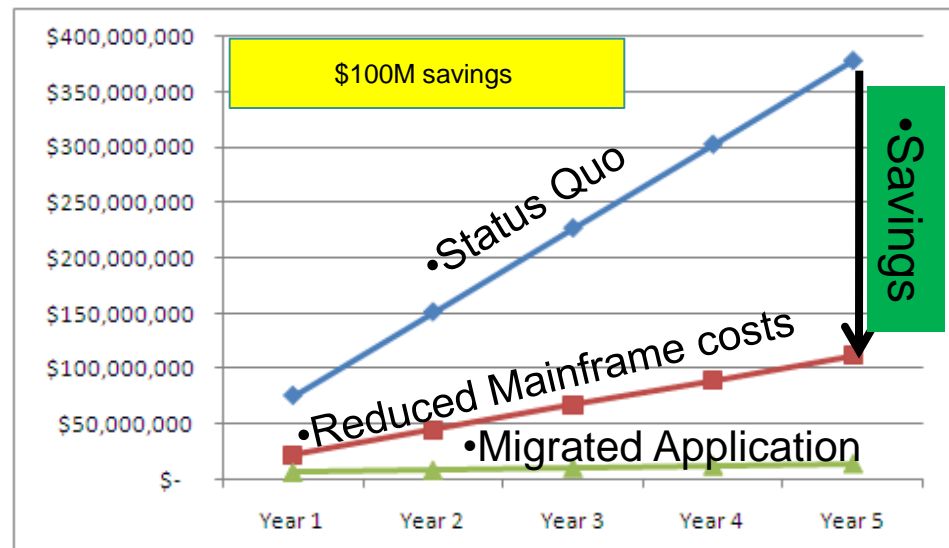 $400,000,000
$350,000,000
$300,000,000
$250,000,000
$200,000,000
$150,000,000
$100,000,000
$50,000,000
$-
$100M savings
•Status Quo
•Savings
•Reduced Mainframe costs
•Migrated Application
Year 1 Year 2 Year 3 Year 4 Year 5